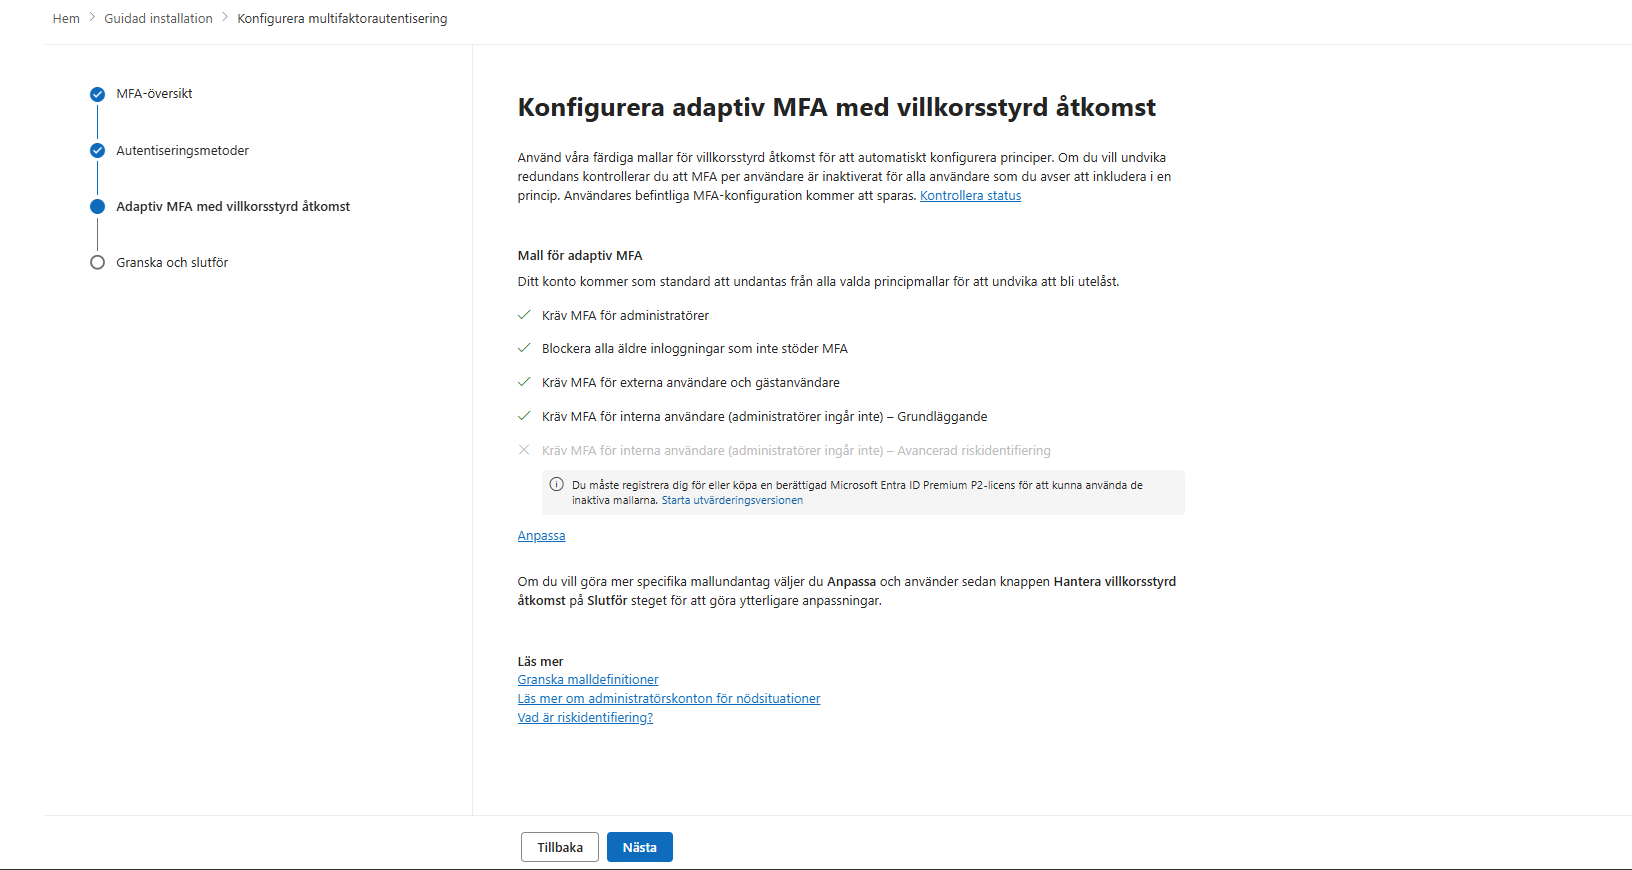 Hem > Guidad installation > Konfigurera multifaktorautentisering
MFA-översikt
Autentiseringsmetoder
Adaptiv MFA med villkorsstyrd åtkomst
Granska och slutför
Konfigurera adaptiv MFA med villkorsstyrd åtkomst
Använd våra färdiga mallar för villkorsstyrd åtkomst för att automatiskt konfigurera principer. Om du vill undvika
redundans kontrollerar du att MFA per användare är inaktiverat för alla användare som du avser att inkludera i en
princip. Användares befintliga MFA-konfiguration kommer att sparas. Kontrollera status
Mall för adaptiv MFA
Ditt konto kommer som standard att undantas från alla valda principmallar för att undvika att bli utelåst.
Kräv MFA för administratörer
Blockera alla äldre inloggningar som inte stöder MFA
Kräv MFA för externa användare och gästanvändare
Kräv MFA för interna användare (administratörer ingår inte) – Grundläggande
Kräv MFA för interna användare (administratörer ingår inte) – Avancerad riskidentifiering
Du måste registrera dig för eller köpa en berättigad Microsoft Entra ID Premium P2-licens för att kunna använda de
inaktiva mallarna. Starta utvärderingsversionen
Anpassa
Om du vill göra mer specifika mallundantag väljer du Anpassa och använder sedan knappen Hantera villkorsstyrd
åtkomst på Slutför steget för att göra ytterligare anpassningar.
Läs mer
Granska malldefinitioner
Läs mer om administratörskonton för nödsituationer
Vad är riskidentifiering?
Tillbaka
Nästa